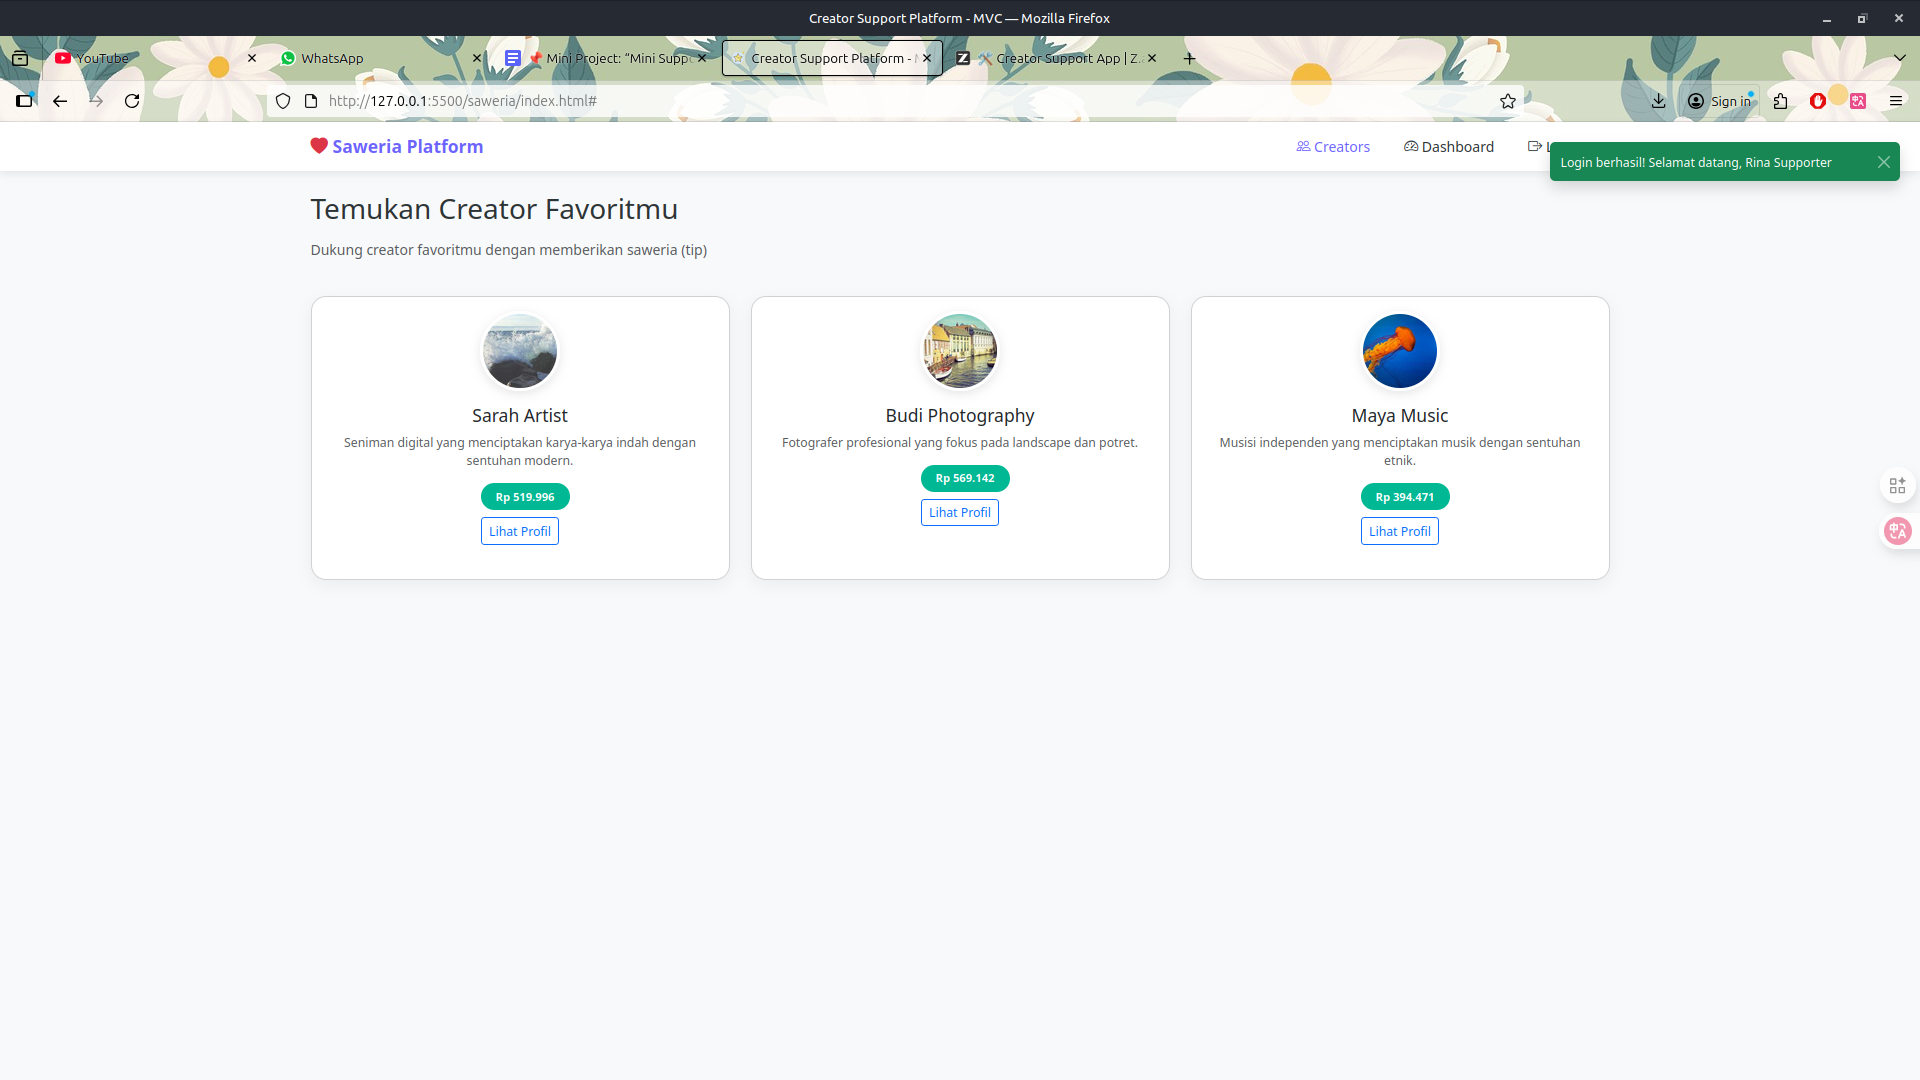 Creator Support Platform - MVC — Mozilla Firefox
YouTube
WhatsApp
📌 Mini Project: “Mini Supp
Creator Support Platform -
🛠️ Creator Support App | Z.
http://127.0.0.1:5500/saweria/index.html#
Sign in
Saweria Platform
Creators
Dashboard
Login berhasil! Selamat datang, Rina Supporter
Temukan Creator Favoritmu
Dukung creator favoritmu dengan memberikan saweria (tip)
Sarah Artist
Seniman digital yang menciptakan karya-karya indah dengan
sentuhan modern.
Rp 519.996
Lihat Profil
Budi Photography
Fotografer profesional yang fokus pada landscape dan potret.
Rp 569.142
Lihat Profil
Maya Music
Musisi independen yang menciptakan musik dengan sentuhan
etnik.
Rp 394.471
Lihat Profil